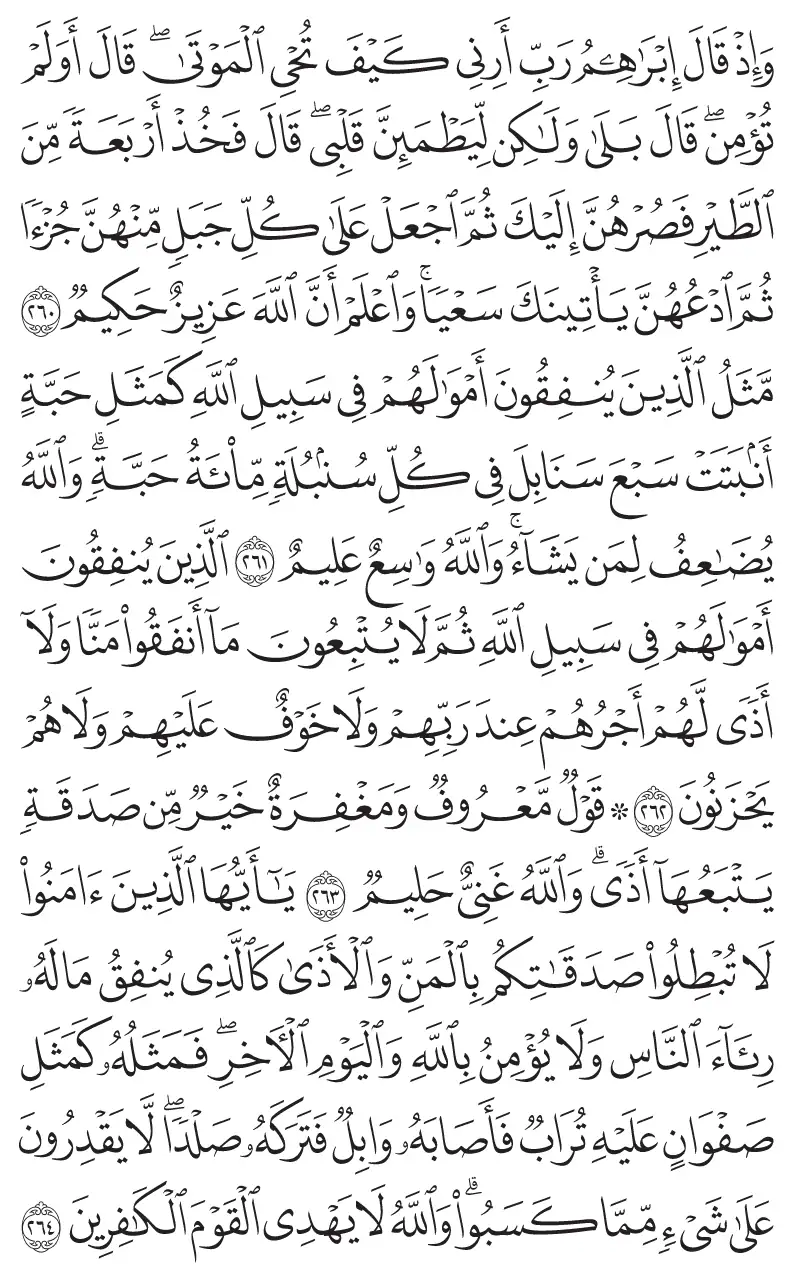 وَإِذْ قَالَ إِبْرَٰهِـۧمُ رَبِّ أَرِنِى كَيْفَ تُحْىِ ٱلْمَوْتَىٰ ۖ قَالَ أَوَلَمْ
تُؤْمِن ۖ قَالَ بَلَىٰ وَلَـٰكِن لِّيَطْمَئِنَّ قَلْبِى ۖ قَالَ فَخُذْ أَرْبَعَةً مِّنَ
ٱلطَّيْرِ فَصُرْهُنَّ إِلَيْكَ ثُمَّ ٱجْعَلْ عَلَىٰ كُلِّ جَبَلٍ مِّنْهُنَّ جُزْءًا
ثُمَّ ٱدْعُهُنَّ يَأْتِينَكَ سَعْيًا ۚ وَٱعْلَمْ أَنَّ ٱللَّهَ عَزِيزٌ حَكِيمٌ ٢٦٠
مَّثَلُ ٱلَّذِينَ يُنفِقُونَ أَمْوَٰلَهُمْ فِى سَبِيلِ ٱللَّهِ كَمَثَلِ حَبَّةٍ
أَنۢبَتَتْ سَبْعَ سَنَابِلَ فِى كُلِّ سُنۢبُلَةٍ مِّا۟ئَةُ حَبَّةٍ ۗ وَٱللَّهُ
يُضَـٰعِفُ لِمَن يَشَآءُ ۚ وَٱللَّهُ وَٰسِعٌ عَلِيمٌ ٢٦١ ٱلَّذِينَ يُنفِقُونَ
أَمْوَٰلَهُمْ فِى سَبِيلِ ٱللَّهِ ثُمَّ لَا يُتْبِعُونَ مَآ أَنفَقُوا۟ مَنًّا وَلَآ
أَذًى لَّهُمْ أَجْرُهُمْ عِندَ رَبِّهِمْ وَلَا خَوْفٌ عَلَيْهِمْ وَلَا هُمْ
يَحْزَنُونَ ٢٦٢ * قَوْلٌ مَّعْرُوفٌ وَمَغْفِرَةٌ خَيْرٌ مِّن صَدَقَةٍ
يَتْبَعُهَآ أَذًى ۗ وَٱللَّهُ غَنِىٌّ حَلِيمٌ ٢٦٣ يَـٰٓأَيُّهَا ٱلَّذِينَ ءَامَنُوا۟
لَا تُبْطِلُوا۟ صَدَقَـٰتِكُم بِٱلْمَنِّ وَٱلْأَذَىٰ كَٱلَّذِى يُنفِقُ مَالَهُۥ
رِئَآءَ ٱلنَّاسِ وَلَا يُؤْمِنُ بِٱللَّهِ وَٱلْيَوْمِ ٱلْـَٔاخِرِ ۖ فَمَثَلُهُۥ كَمَثَلِ
صَفْوَانٍ عَلَيْهِ تُرَابٌ فَأَصَابَهُۥ وَابِلٌ فَتَرَكَهُۥ صَلْدًا ۖ لَّا يَقْدِرُونَ
عَلَىٰ شَىْءٍ مِّمَّا كَسَبُوا۟ ۗ وَٱللَّهُ لَا يَهْدِى ٱلْقَوْمَ ٱلْكَـٰفِرِينَ ٢٦٤